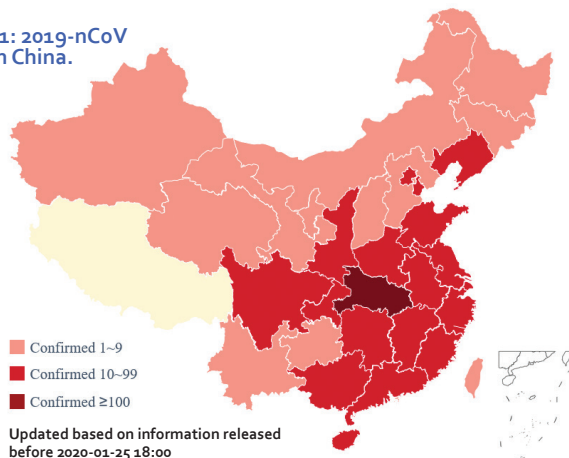 1: 2019-nCoV
n China.
Confirmed 1~9
Confirmed 10~99
Confirmed ≥100
Updated based on information released
before 2020-01-25 18:00